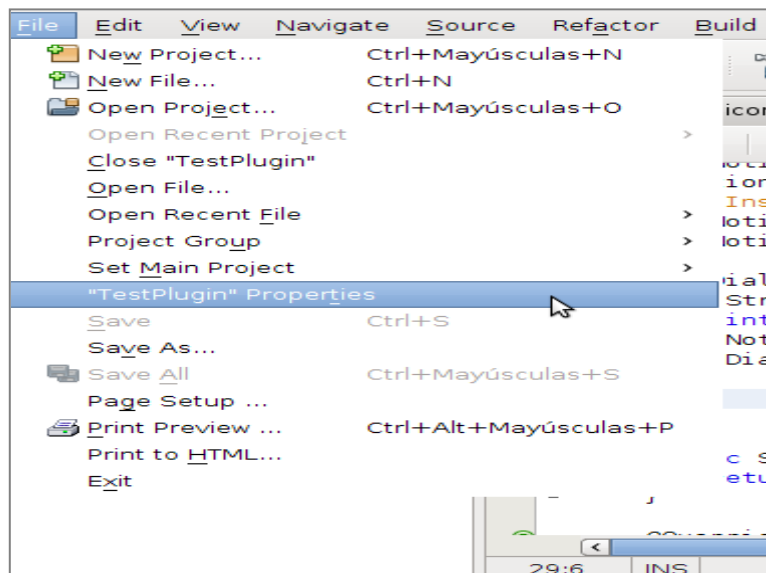 File Edit View Navigate Source Refactor Build
New Project... Ctrl+Mayúsculas+N
New File... Ctrl+N
Open Project... Ctrl+Mayúsculas+O
Open Recent Project
Close "TestPlugin"
Open File...
Open Recent File
Project Group
Set Main Project
"TestPlugin" Properties
Save Ctrl+S
Save As...
Save All Ctrl+Mayúsculas+S
Page Setup ...
Print Preview ... Ctrl+Alt+Mayúsculas+P
Print to HTML...
Exit
int
29:6 INS